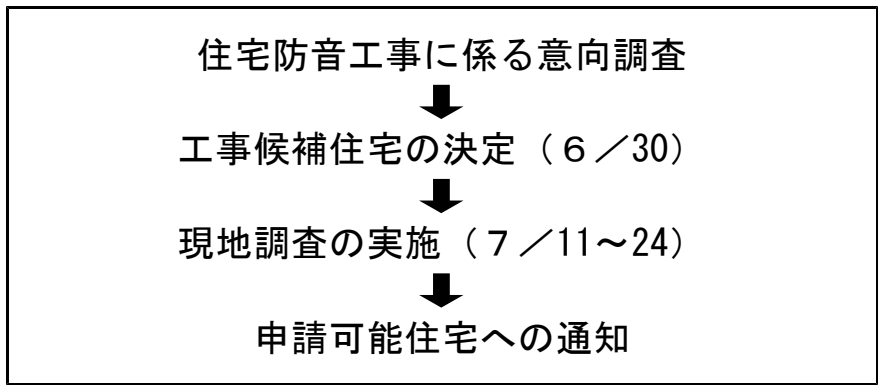 住宅防音工事に係る意向調査
工事候補住宅の決定（６／30）
現地調査の実施（７／11～24）
申請可能住宅への通知